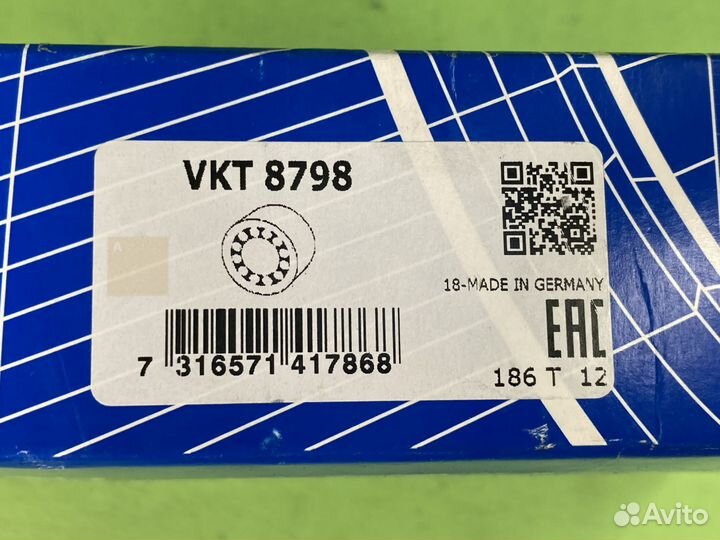 VKT 8798
A
18-MADE IN GERMANY
EAC
7 316571 417868
186 T 12
Avito